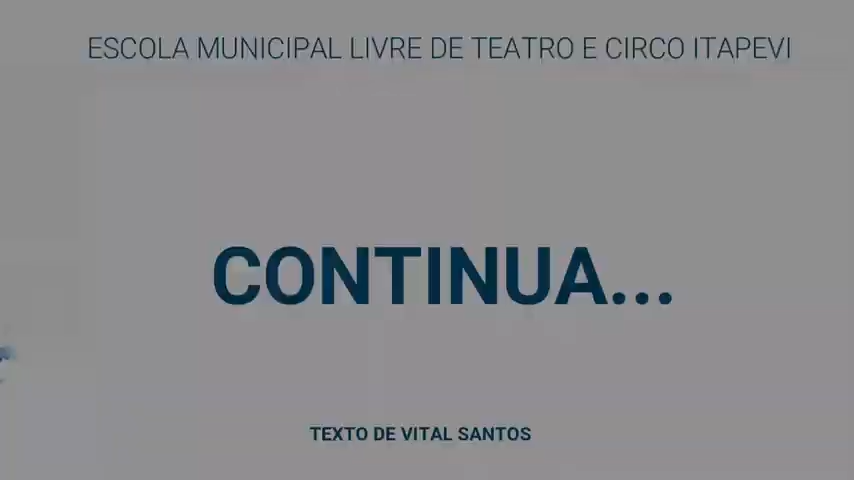 ESCOLA MUNICIPAL LIVRE DE TEATRO E CIRCO ITAPEVI
CONTINUA...
TEXTO DE VITAL SANTOS